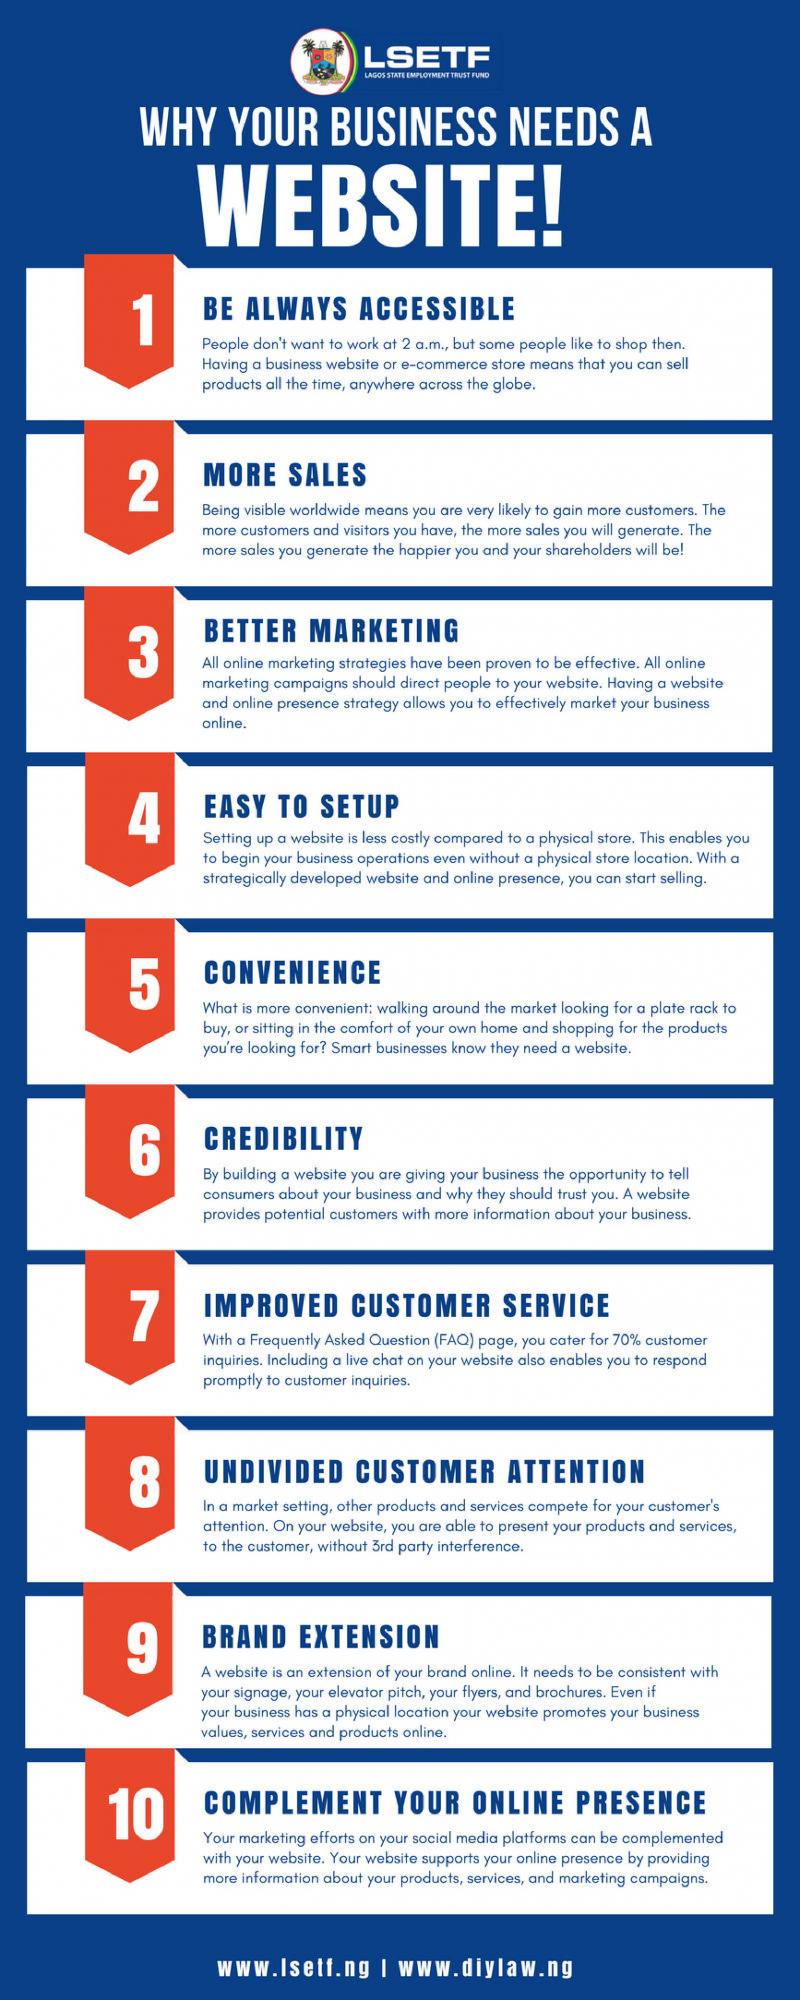 LSETF
LAGOS STATE EMPLOYMENT TRUST FUND
WHY YOUR BUSINESS NEEDS A
WEBSITE!
1
BE ALWAYS ACCESSIBLE
People don't want to work at 2 a.m., but some people like to shop then.
Having a business website or e-commerce store means that you can sell
products all the time, anywhere across the globe.
2
MORE SALES
Being visible worldwide means you are very likely to gain more customers. The
more customers and visitors you have, the more sales you will generate. The
more sales you generate the happier you and your shareholders will be!
3
BETTER MARKETING
All online marketing strategies have been proven to be effective. All online
marketing campaigns should direct people to your website. Having a website
and online presence strategy allows you to effectively market your business
online.
4
EASY TO SETUP
Setting up a website is less costly compared to a physical store. This enables you
to begin your business operations even without a physical store location. With a
strategically developed website and online presence, you can start selling.
5
CONVENIENCE
What is more convenient: walking around the market looking for a plate rack to
buy, or sitting in the comfort of your own home and shopping for the products
you're looking for? Smart businesses know they need a website.
6
CREDIBILITY
By building a website you are giving your business the opportunity to tell
consumers about your business and why they should trust you. A website
provides potential customers with more information about your business.
7
IMPROVED CUSTOMER SERVICE
With a Frequently Asked Question (FAQ) page, you cater for 70% customer
inquiries. Including a live chat on your website also enables you to respond
promptly to customer inquiries.
8
UNDIVIDED CUSTOMER ATTENTION
In a market setting, other products and services compete for your customer's
attention. On your website, you are able to present your products and services,
to the customer, without 3rd party interference.
9
BRAND EXTENSION
A website is an extension of your brand online. It needs to be consistent with
your signage, your elevator pitch, your flyers, and brochures. Even if
your business has a physical location your website promotes your business
values, services and products online.
10
COMPLEMENT YOUR ONLINE PRESENCE
Your marketing efforts on your social media platforms can be complemented
with your website. Your website supports your online presence by providing
more information about your products, services, and marketing campaigns.
www.lsetf.ng | www.diylaw.ng